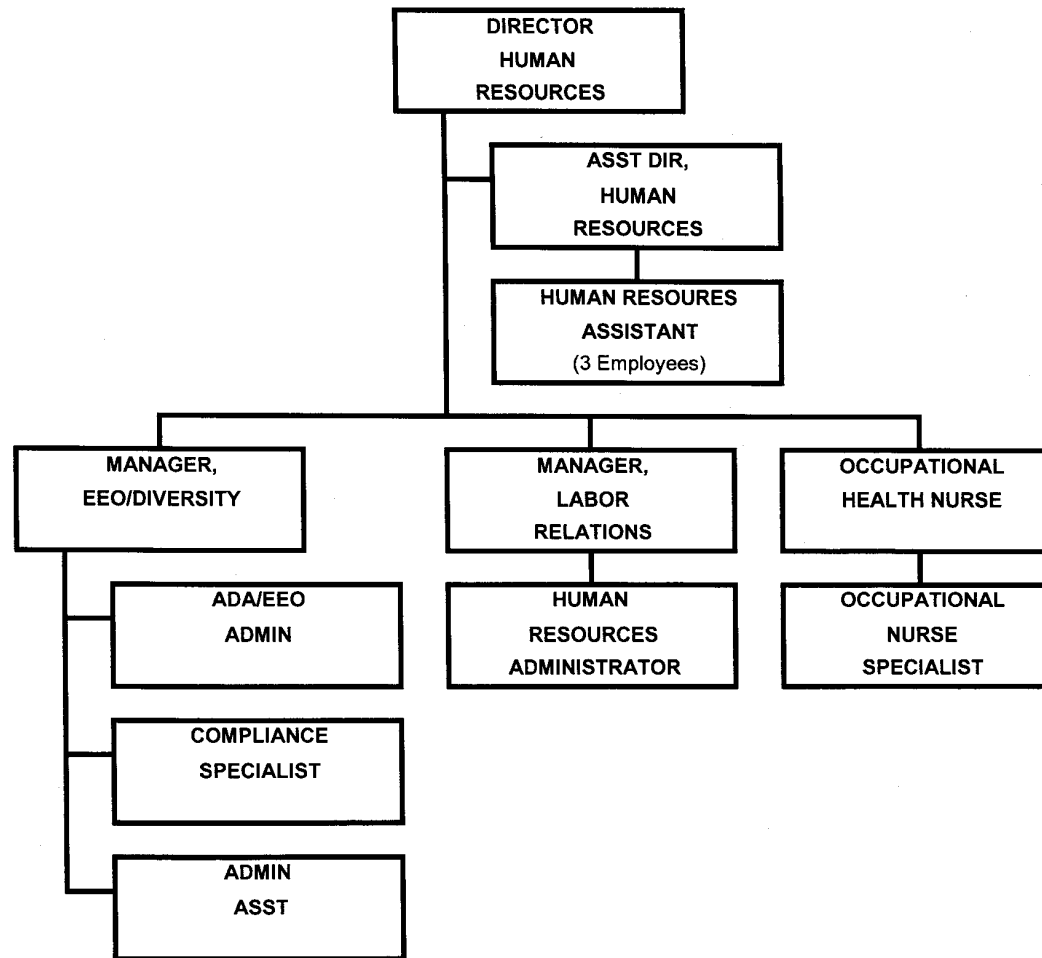 DIRECTOR
HUMAN
RESOURCES
ASST DIR,
HUMAN
RESOURCES
HUMAN RESOURES
ASSISTANT
(3 Employees)
MANAGER,
EEO/DIVERSITY
MANAGER,
LABOR
RELATIONS
OCCUPATIONAL
HEALTH NURSE
ADA/EEO
ADMIN
HUMAN
RESOURCES
ADMINISTRATOR
OCCUPATIONAL
NURSE
SPECIALIST
COMPLIANCE
SPECIALIST
ADMIN
ASST